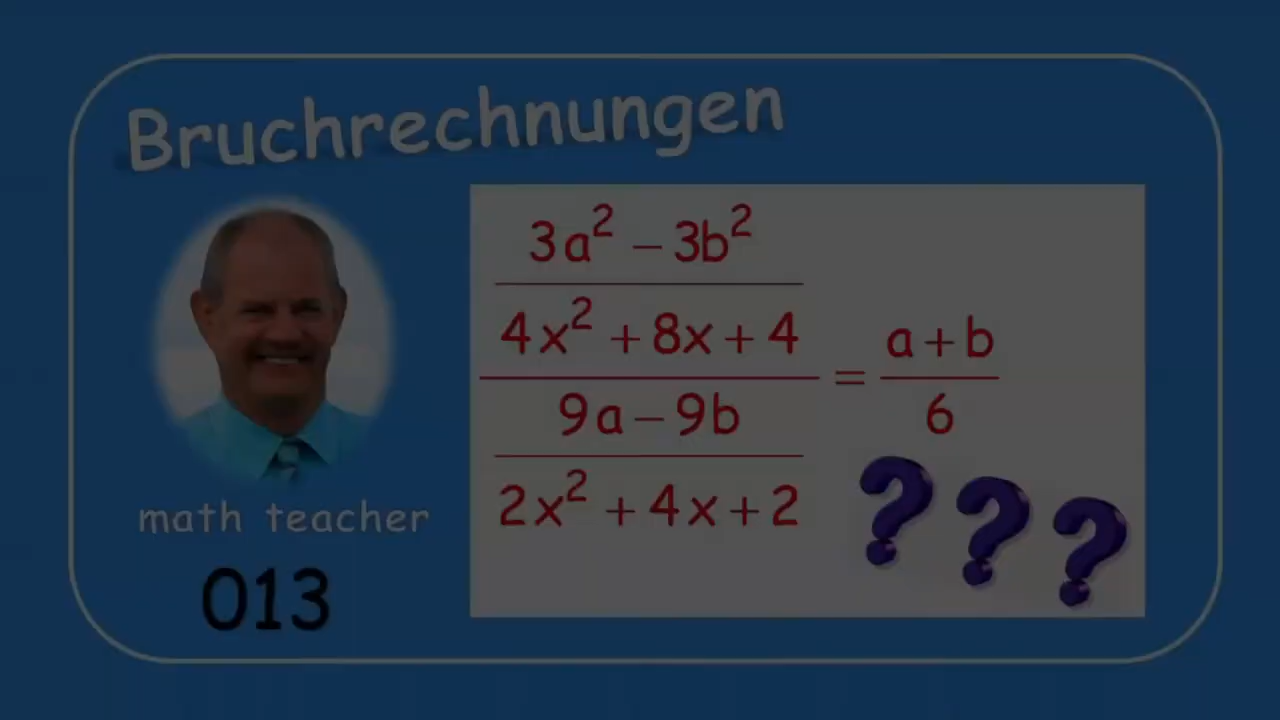 Bruchrechnungen
3a² − 3b²
4x² + 8x + 4
9a − 9b
2x² + 4x + 2
= a + b
6
? ? ?
math teacher
013